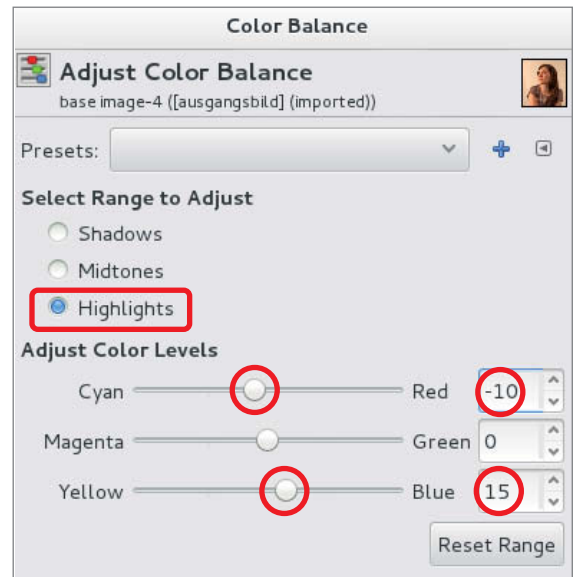 Color Balance
Adjust Color Balance
base image-4 ([ausgangsbild] (imported))
Presets:
Select Range to Adjust
Shadows
Midtones
Highlights
Adjust Color Levels
Cyan Red -10
Magenta Green 0
Yellow Blue 15
Reset Range